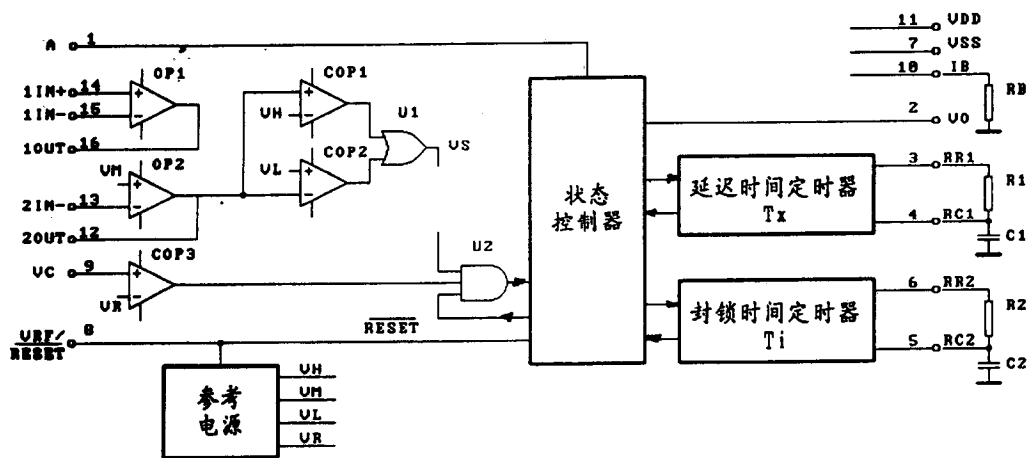 A 1
11 VDD
7 VSS
10 IB
RB
OP1
1IN+ 14
1IN- 15
1OUT 16
COP1
VH
U1
VS
2 VO
OP2
VM
2IN- 13
2OUT 12
COP2
VL
状态
控制器
延迟时间定时器
Tx
3 RR1
R1
4 RC1
C1
VC 9
COP3
VR
U2
RESET
封锁时间定时器
Ti
6 RR2
R2
5 RC2
C2
VRF/
RESET 8
参考
电源
VH
VM
VL
VR